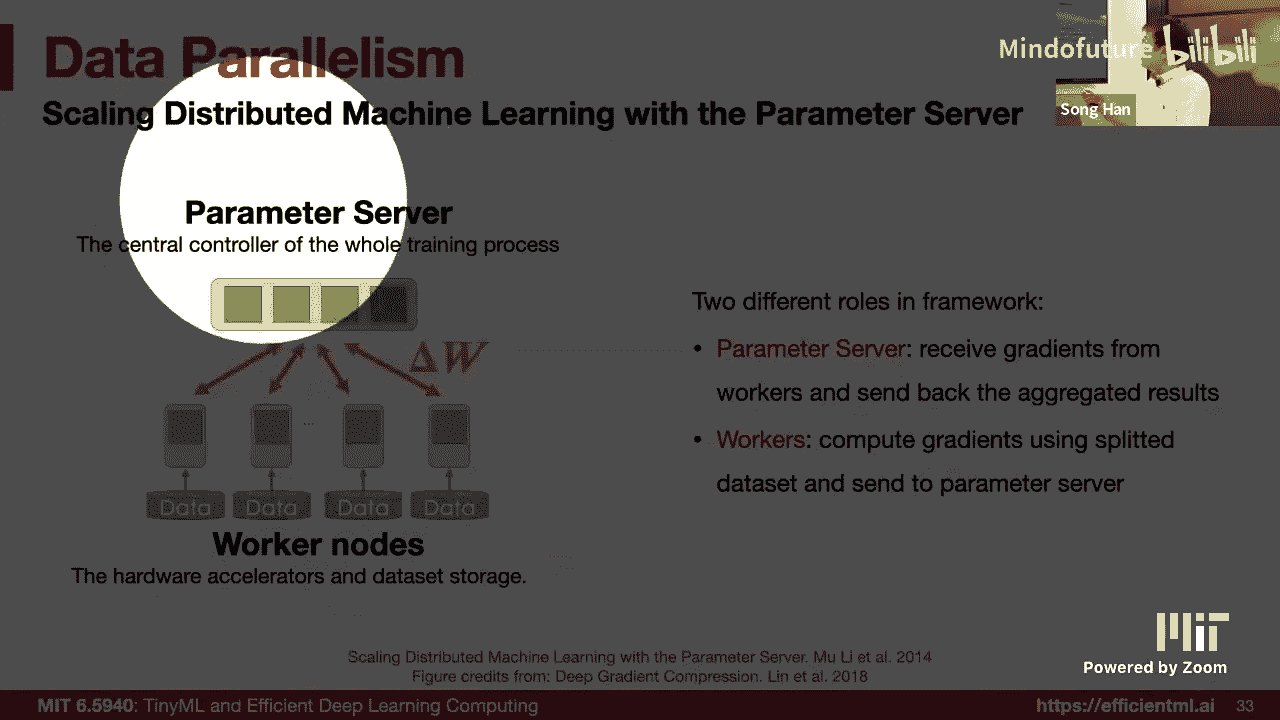 Data Parallelism
Mindofuture bilibili
Song Han
Scaling Distributed Machine Learning with the Parameter Server
Parameter Server
The central controller of the whole training process
ΔW
...
Data Data Data Data
Worker nodes
The hardware accelerators and dataset storage.
Two different roles in framework:
• Parameter Server: receive gradients from
workers and send back the aggregated results
• Workers: compute gradients using splitted
dataset and send to parameter server
MIT
Powered by Zoom
Scaling Distributed Machine Learning with the Parameter Server. Mu Li et al. 2014
Figure credits from: Deep Gradient Compression. Lin et al. 2018
MIT 6.5940: TinyML and Efficient Deep Learning Computing
https://efficientml.ai 33